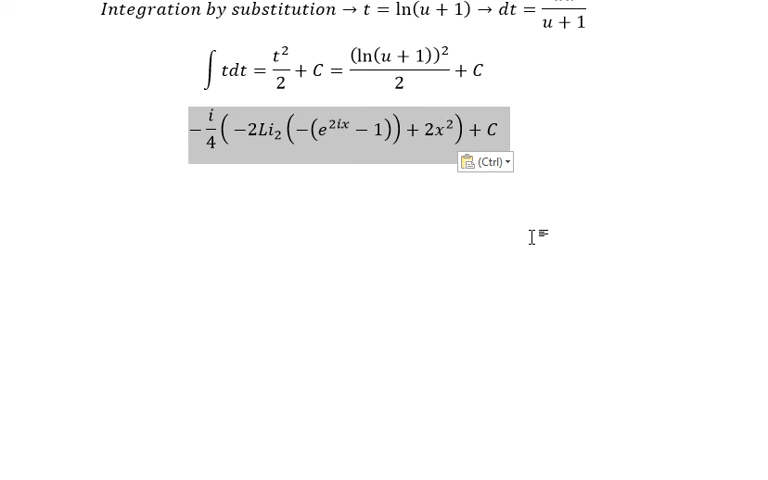 Integration by substitution → t = ln(u + 1) → dt = /(u + 1)
∫ tdt = t²/2 + C = (ln(u + 1))²/2 + C
−i/4(−2Li₂(−(e²ⁱˣ − 1)) + 2x²) + C
(Ctrl)